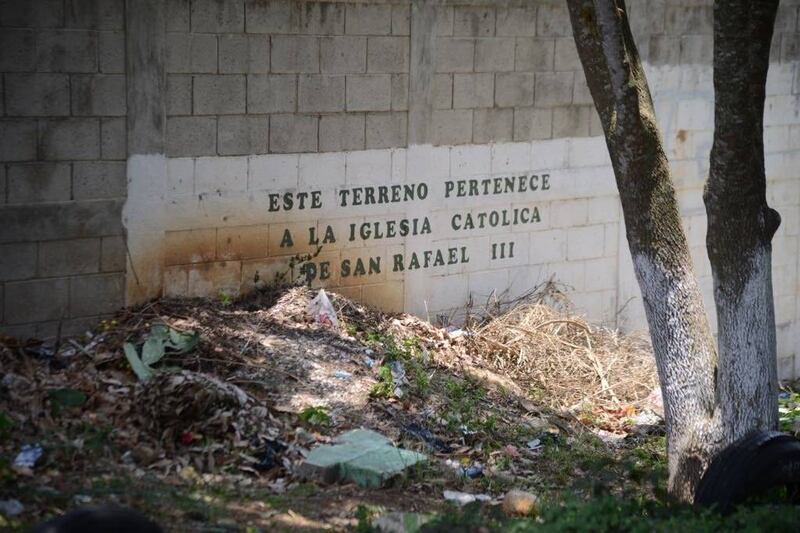 ESTE TERRENO PERTENECE
A LA IGLESIA CATOLICA
DE SAN RAFAEL III